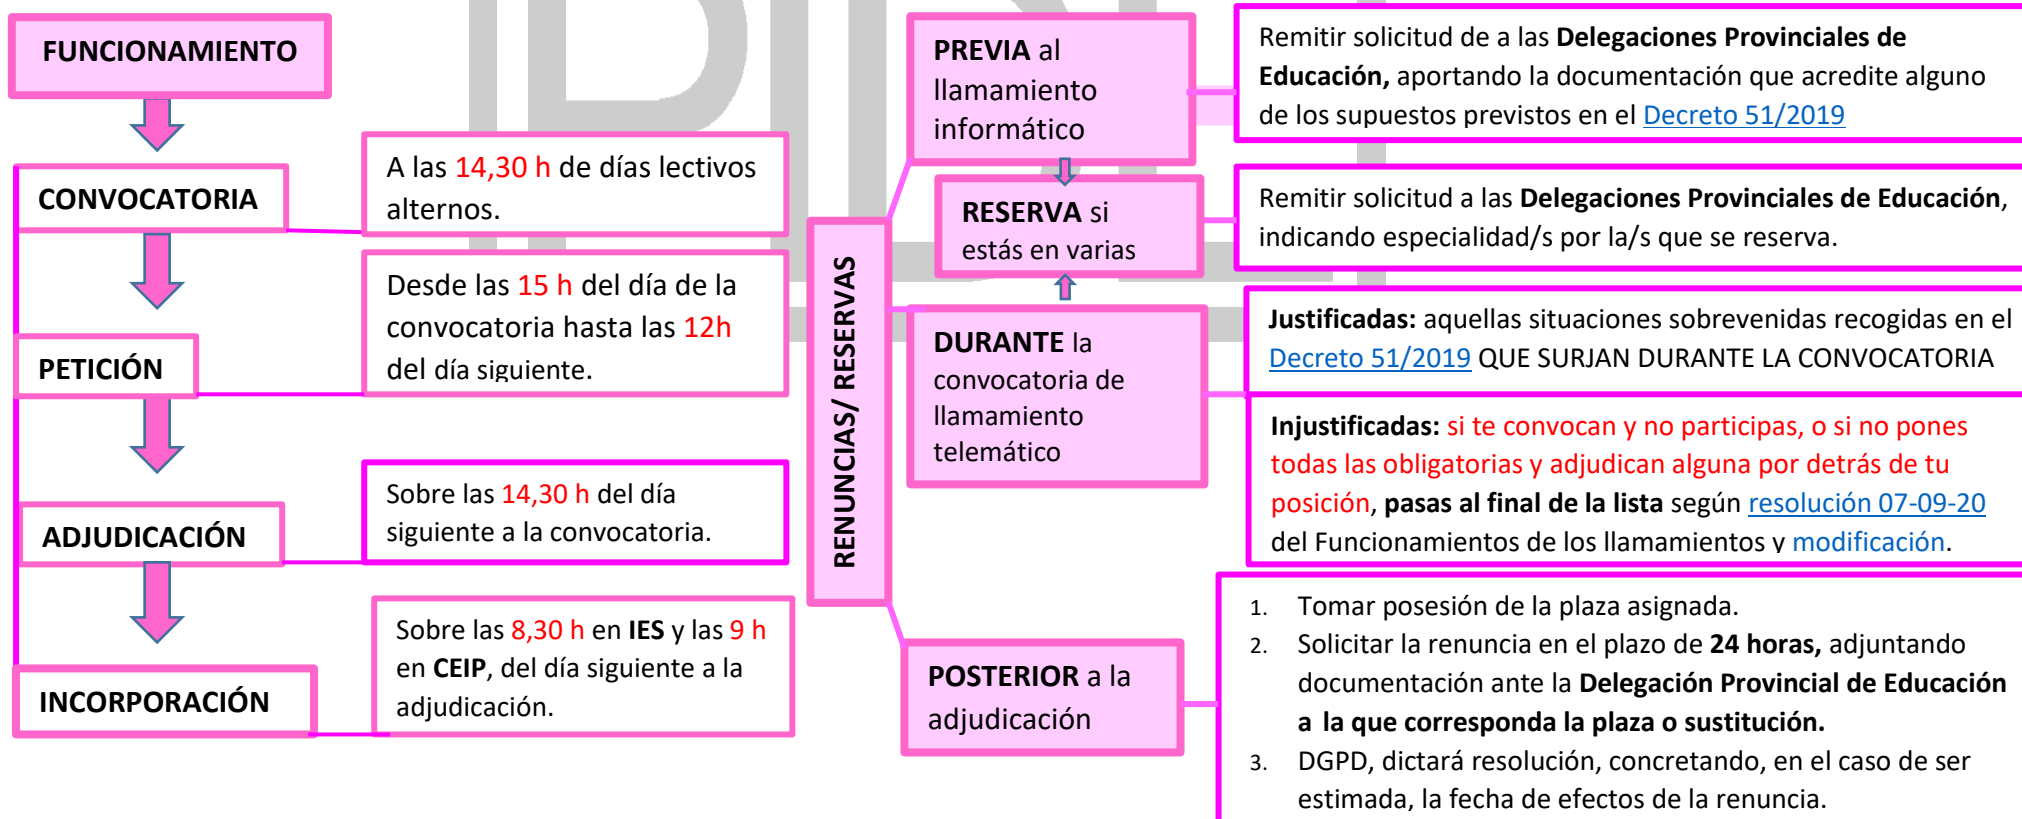 FUNCIONAMIENTO
CONVOCATORIA
A las 14,30 h de días lectivos
alternos.
PETICIÓN
Desde las 15 h del día de la
convocatoria hasta las 12h
del día siguiente.
ADJUDICACIÓN
Sobre las 14,30 h del día
siguiente a la convocatoria.
INCORPORACIÓN
Sobre las 8,30 h en IES y las 9 h
en CEIP, del día siguiente a la
adjudicación.
RENUNCIAS/ RESERVAS
PREVIA al
llamamiento
informático
Remitir solicitud de a las Delegaciones Provinciales de
Educación, aportando la documentación que acredite alguno
de los supuestos previstos en el Decreto 51/2019
RESERVA si
estás en varias
Remitir solicitud a las Delegaciones Provinciales de Educación,
indicando especialidad/s por la/s que se reserva.
DURANTE la
convocatoria de
llamamiento
telemático
Justificadas: aquellas situaciones sobrevenidas recogidas en el
Decreto 51/2019 QUE SURJAN DURANTE LA CONVOCATORIA
Injustificadas: si te convocan y no participas, o si no pones
todas las obligatorias y adjudican alguna por detrás de tu
posición, pasas al final de la lista según resolución 07-09-20
del Funcionamientos de los llamamientos y modificación.
POSTERIOR a la
adjudicación
1. Tomar posesión de la plaza asignada.
2. Solicitar la renuncia en el plazo de 24 horas, adjuntando
documentación ante la Delegación Provincial de Educación
a la que corresponda la plaza o sustitución.
3. DGPD, dictará resolución, concretando, en el caso de ser
estimada, la fecha de efectos de la renuncia.